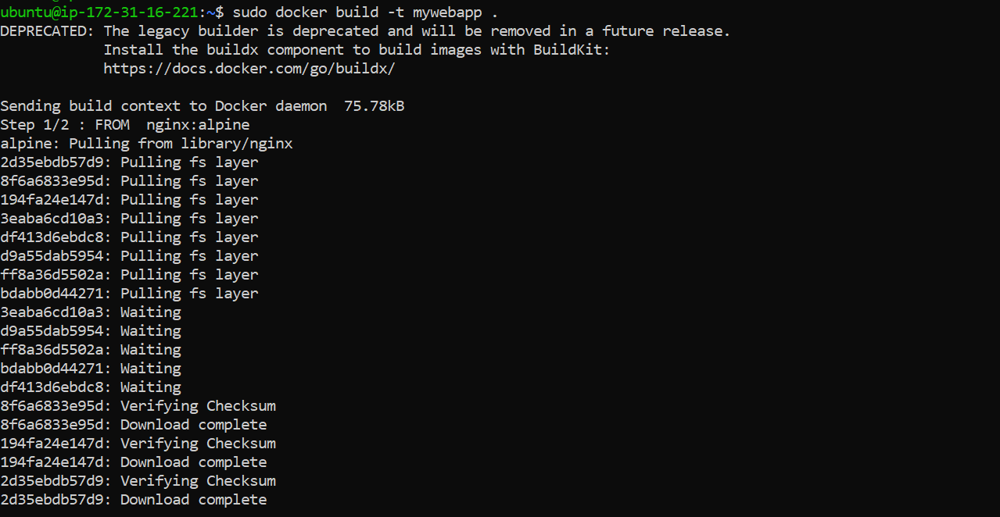 ubuntu@ip-172-31-16-221:~$ sudo docker build -t mywebapp .
DEPRECATED: The legacy builder is deprecated and will be removed in a future release.
            Install the buildx component to build images with BuildKit:
            https://docs.docker.com/go/buildx/

Sending build context to Docker daemon  75.78kB
Step 1/2 : FROM  nginx:alpine
alpine: Pulling from library/nginx
2d35ebdb57d9: Pulling fs layer
8f6a6833e95d: Pulling fs layer
194fa24e147d: Pulling fs layer
3eaba6cd10a3: Pulling fs layer
df413d6ebdc8: Pulling fs layer
d9a55dab5954: Pulling fs layer
ff8a36d5502a: Pulling fs layer
bdabb0d44271: Pulling fs layer
3eaba6cd10a3: Waiting
d9a55dab5954: Waiting
ff8a36d5502a: Waiting
bdabb0d44271: Waiting
df413d6ebdc8: Waiting
8f6a6833e95d: Verifying Checksum
8f6a6833e95d: Download complete
194fa24e147d: Verifying Checksum
194fa24e147d: Download complete
2d35ebdb57d9: Verifying Checksum
2d35ebdb57d9: Download complete